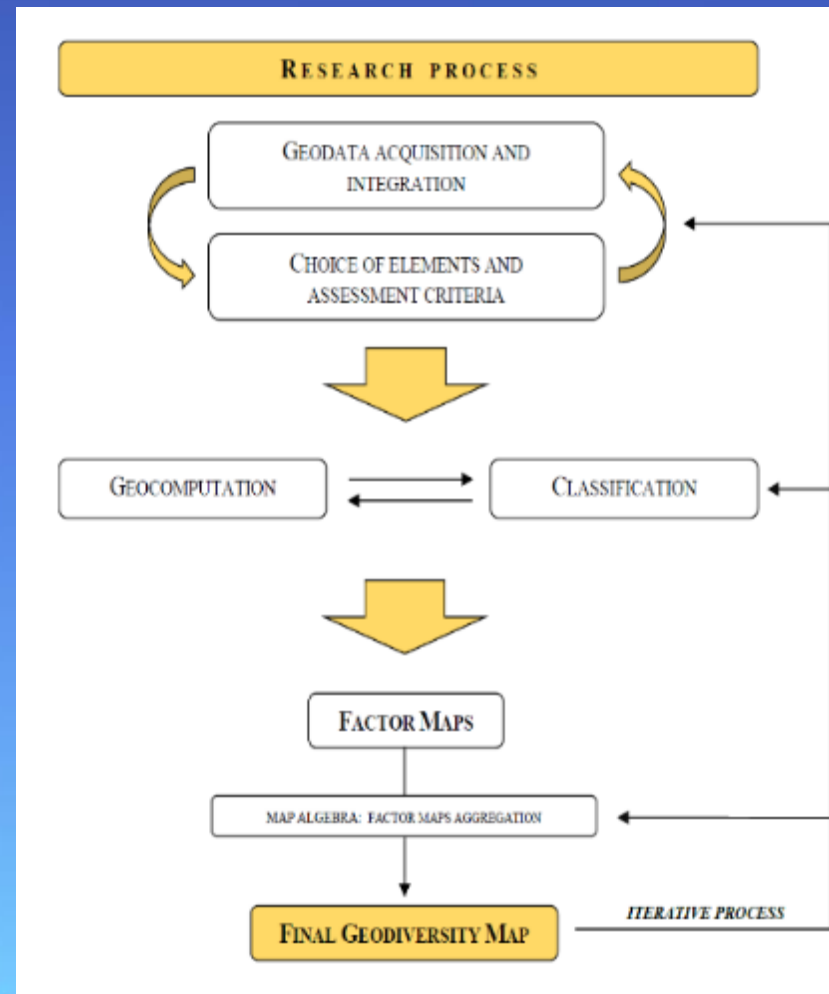 RESEARCH PROCESS
GEODATA ACQUISITION AND
INTEGRATION
CHOICE OF ELEMENTS AND
ASSESSMENT CRITERIA
GEOCOMPUTATION
CLASSIFICATION
FACTOR MAPS
MAP ALGEBRA: FACTOR MAPS AGGREGATION
ITERATIVE PROCESS
FINAL GEODIVERSITY MAP